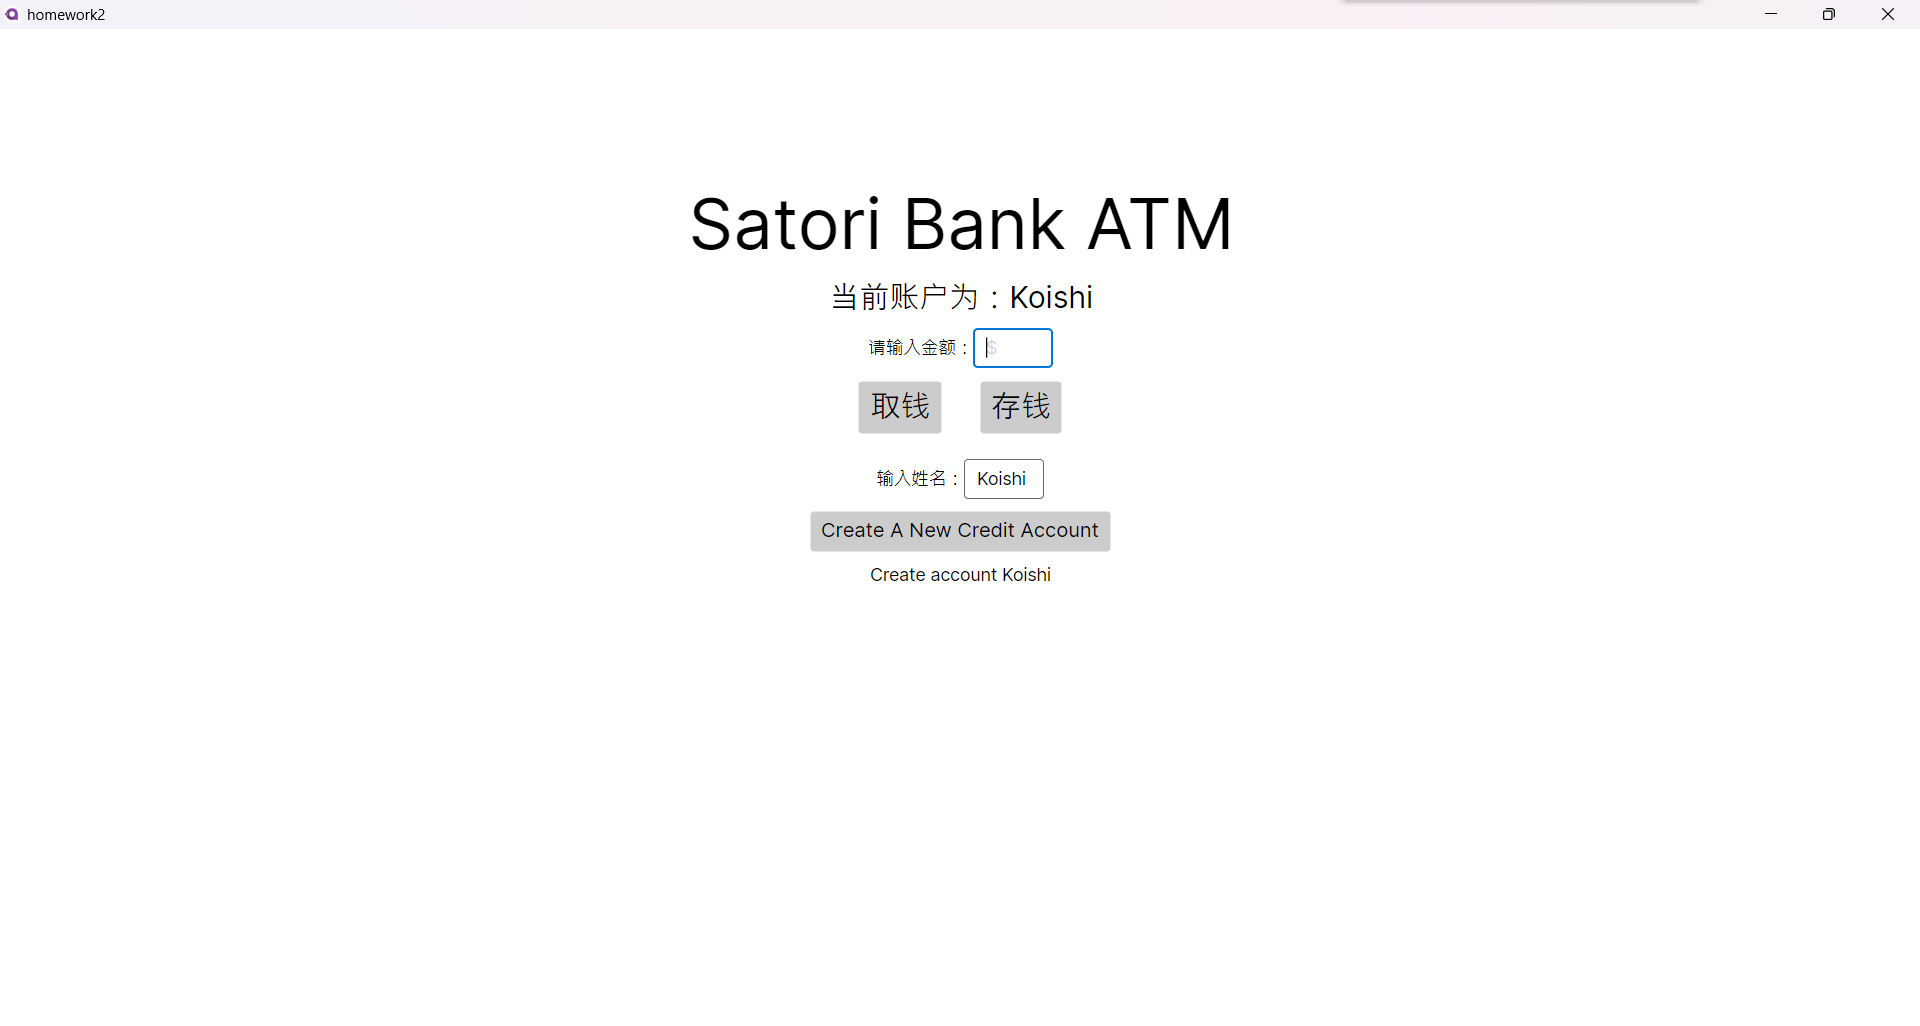 homework2
Satori Bank ATM
当前账户为：Koishi
请输入金额： $
取钱 存钱
输入姓名： Koishi
Create A New Credit Account
Create account Koishi